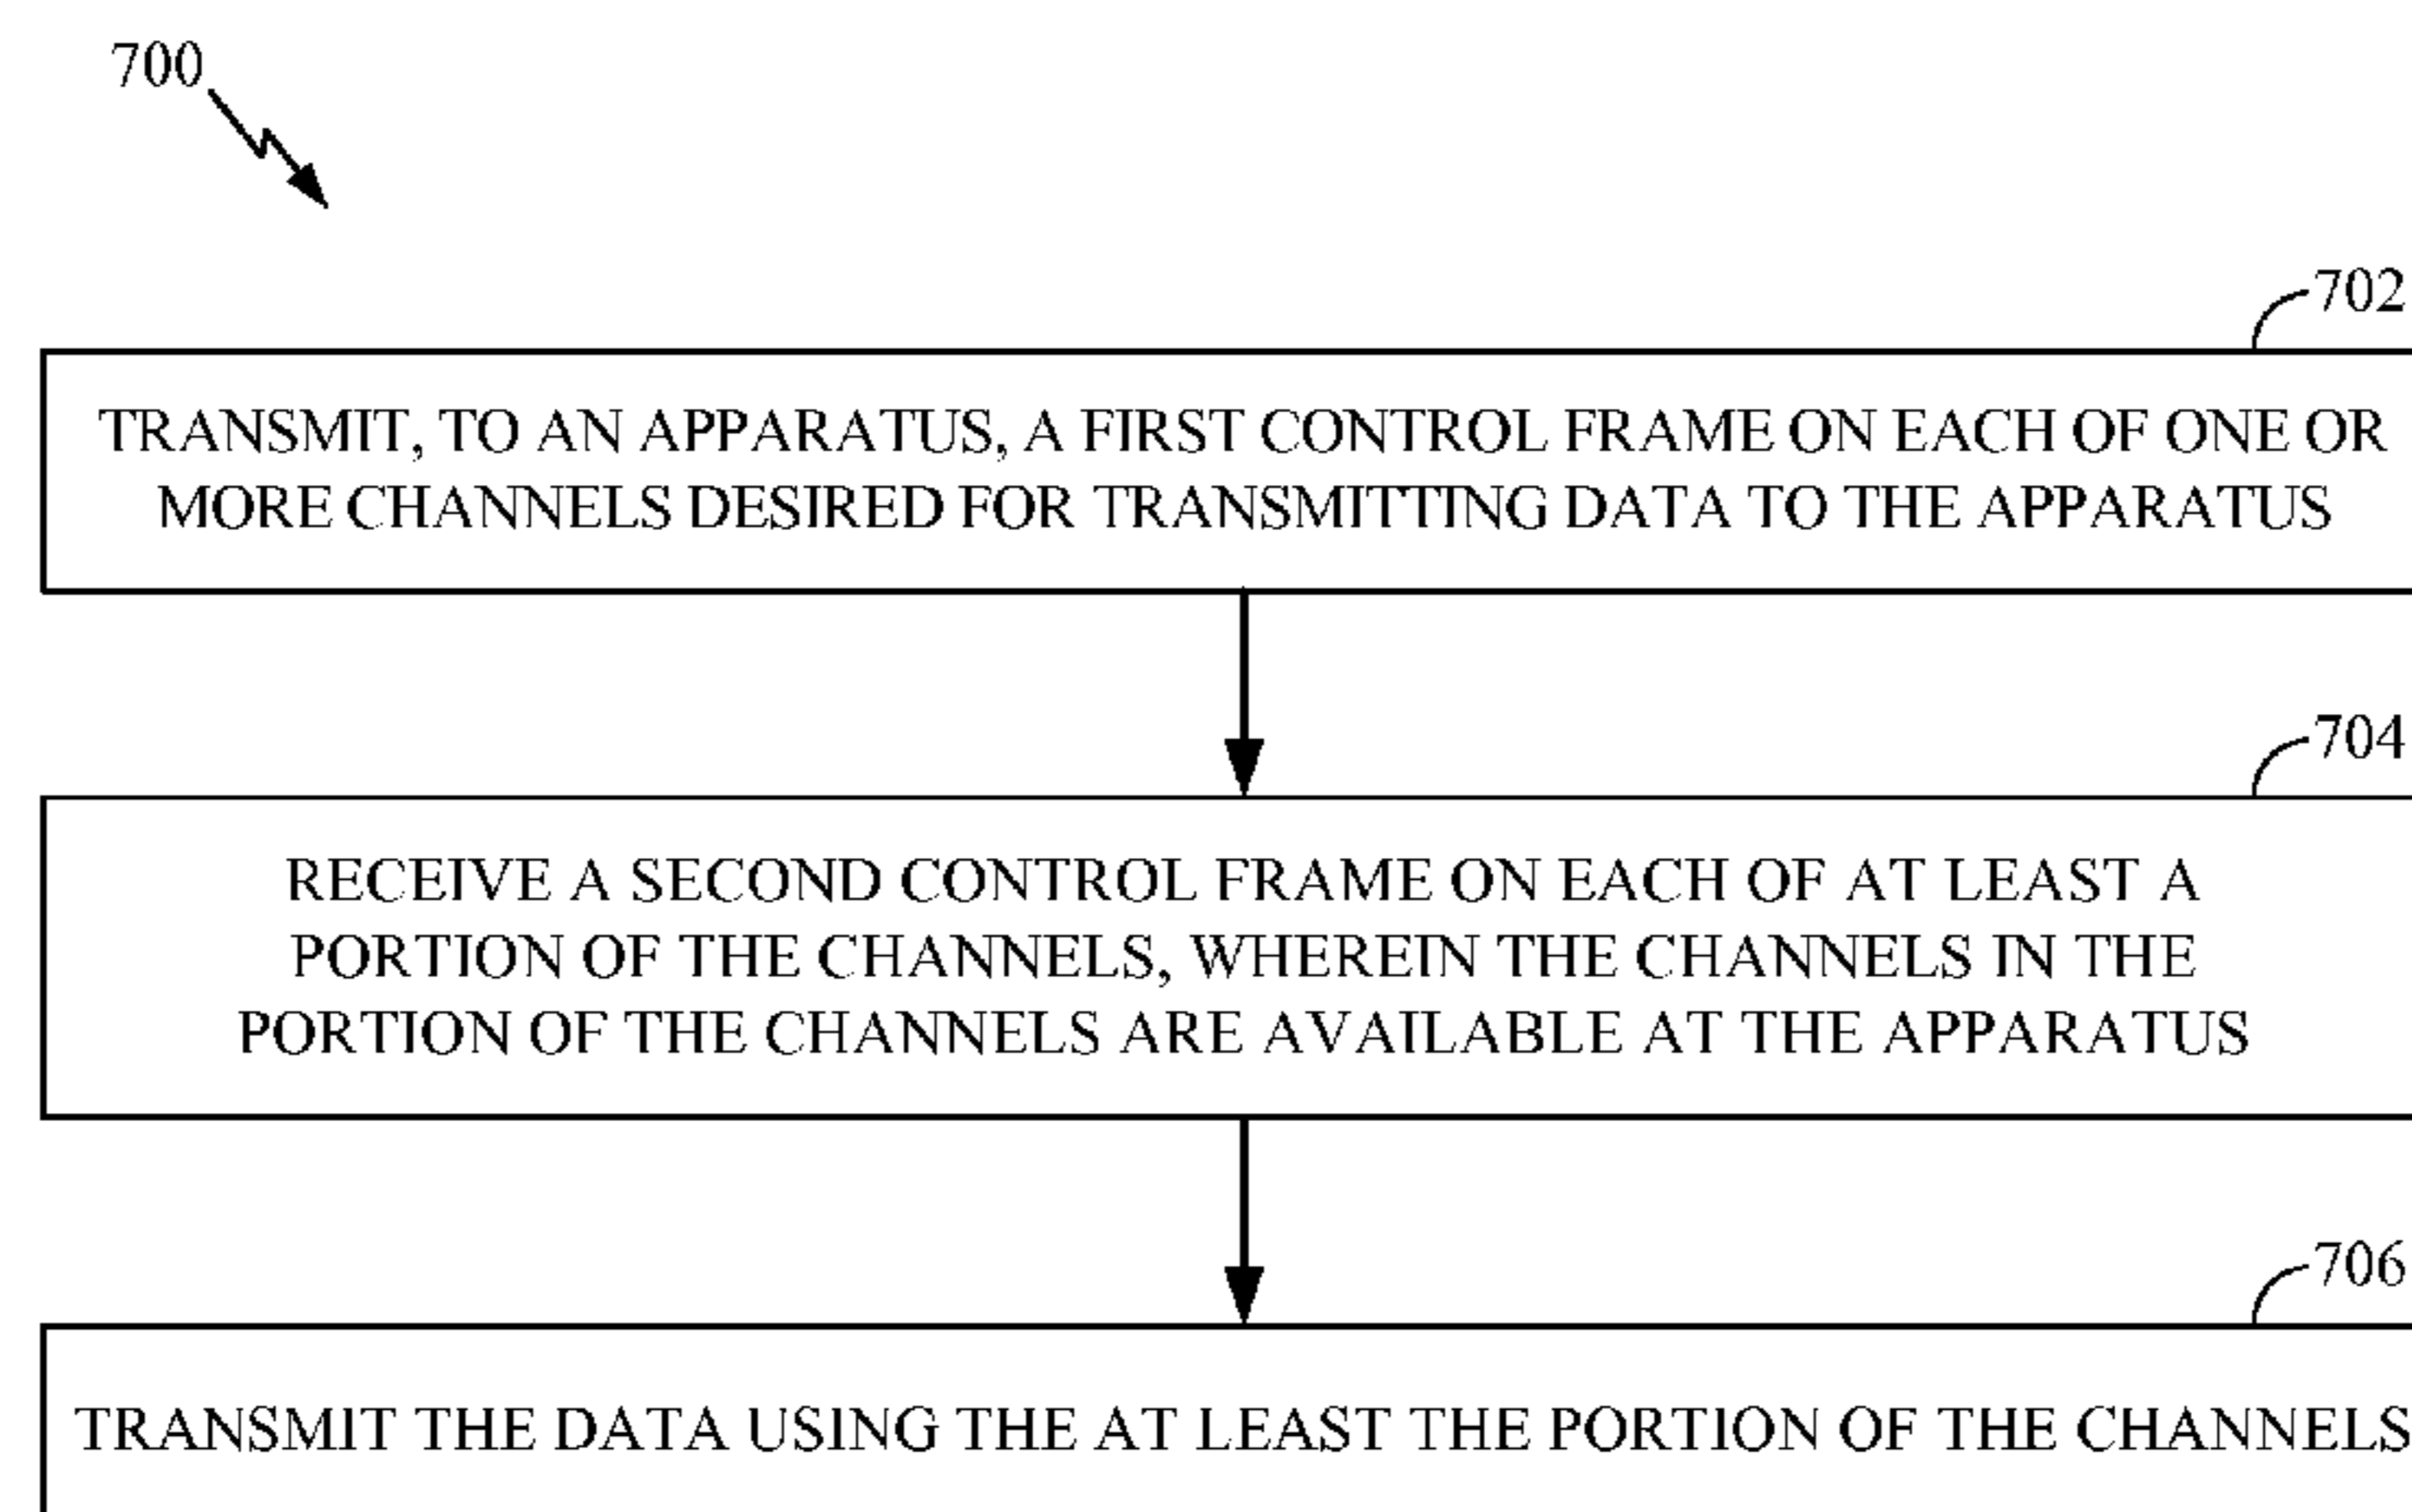 700
702
TRANSMIT, TO AN APPARATUS, A FIRST CONTROL FRAME ON EACH OF ONE OR
MORE CHANNELS DESIRED FOR TRANSMITTING DATA TO THE APPARATUS
704
RECEIVE A SECOND CONTROL FRAME ON EACH OF AT LEAST A
PORTION OF THE CHANNELS, WHEREIN THE CHANNELS IN THE
PORTION OF THE CHANNELS ARE AVAILABLE AT THE APPARATUS
706
TRANSMIT THE DATA USING THE AT LEAST THE PORTION OF THE CHANNELS